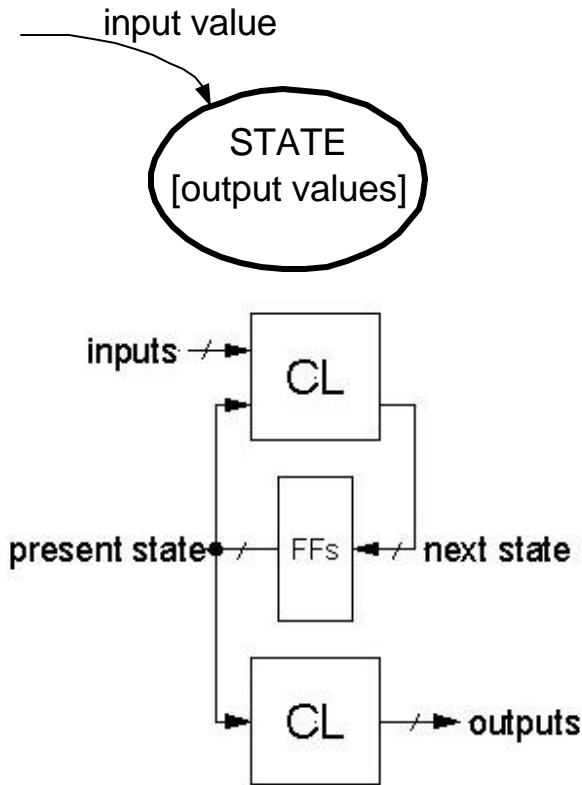 input value
STATE
[output values]
inputs
CL
present state
FFs
next state
CL
outputs